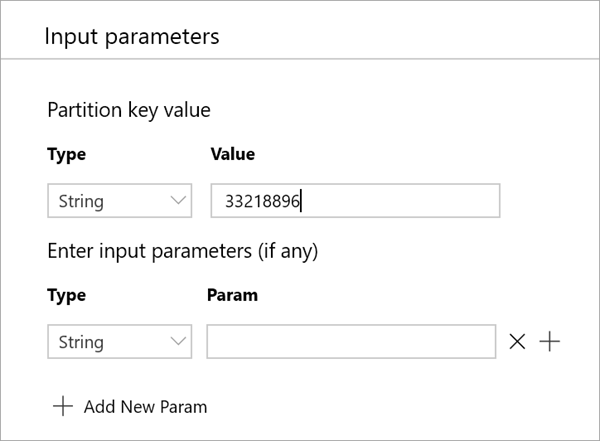 Input parameters
Partition key value
Type Value
String 33218896
Enter input parameters (if any)
Type Param
String
Add New Param